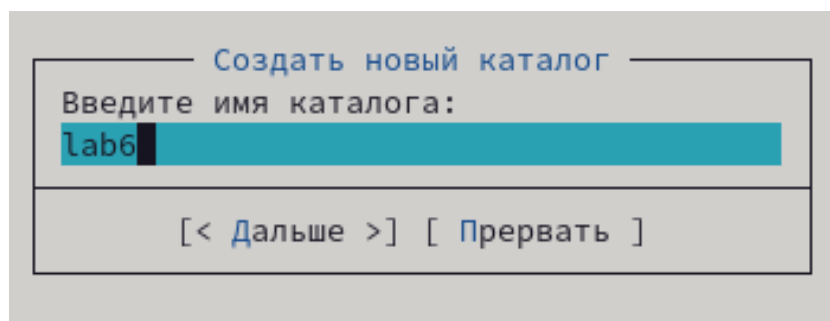 Создать новый каталог
Введите имя каталога:
lab6
[< Дальше >] [ Прервать ]